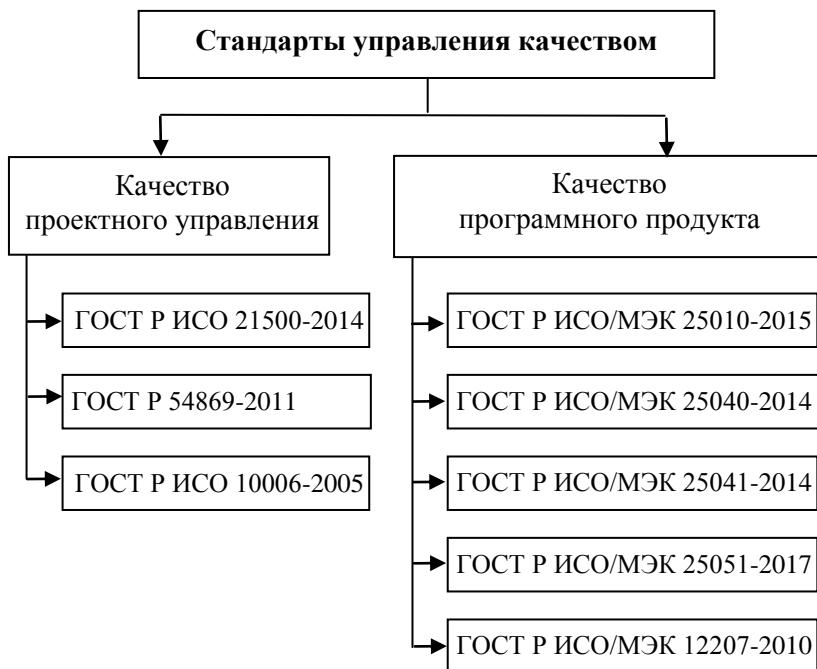 Стандарты управления качеством
Качество
проектного управления
ГОСТ Р ИСО 21500-2014
ГОСТ Р 54869-2011
ГОСТ Р ИСО 10006-2005
Качество
программного продукта
ГОСТ Р ИСО/МЭК 25010-2015
ГОСТ Р ИСО/МЭК 25040-2014
ГОСТ Р ИСО/МЭК 25041-2014
ГОСТ Р ИСО/МЭК 25051-2017
ГОСТ Р ИСО/МЭК 12207-2010